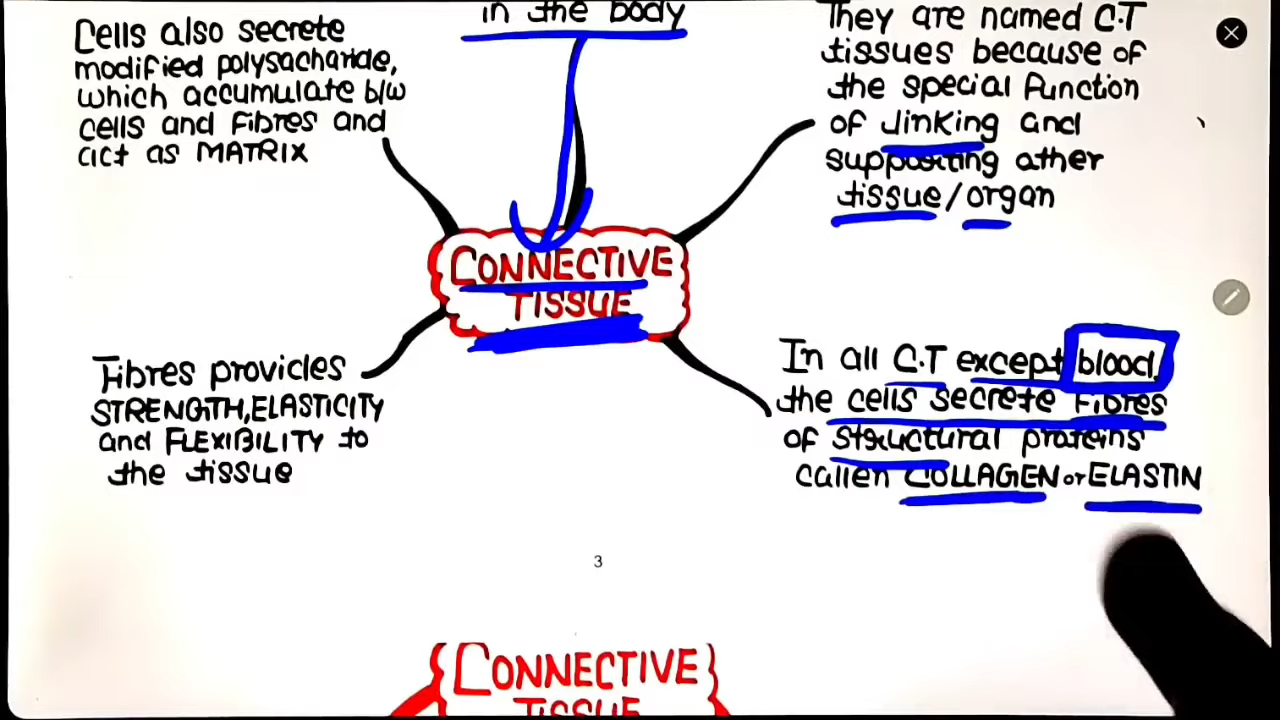 in the body
Cells also secrete
modified polysacharide,
which accumulate b/w
cells and fibres and
act as MATRIX
They are named C.T
tissues because of
the special function
of linking and
suppositing other
tissue/organ
CONNECTIVE
TISSUE
Fibres provides
STRENGTH, ELASTICITY
and FLEXIBILITY to
the tissue
In all C.T except blood,
the cells secrete fibres
of structural proteins
callen COLLAGEN or ELASTIN
3
CONNECTIVE
TISSUE